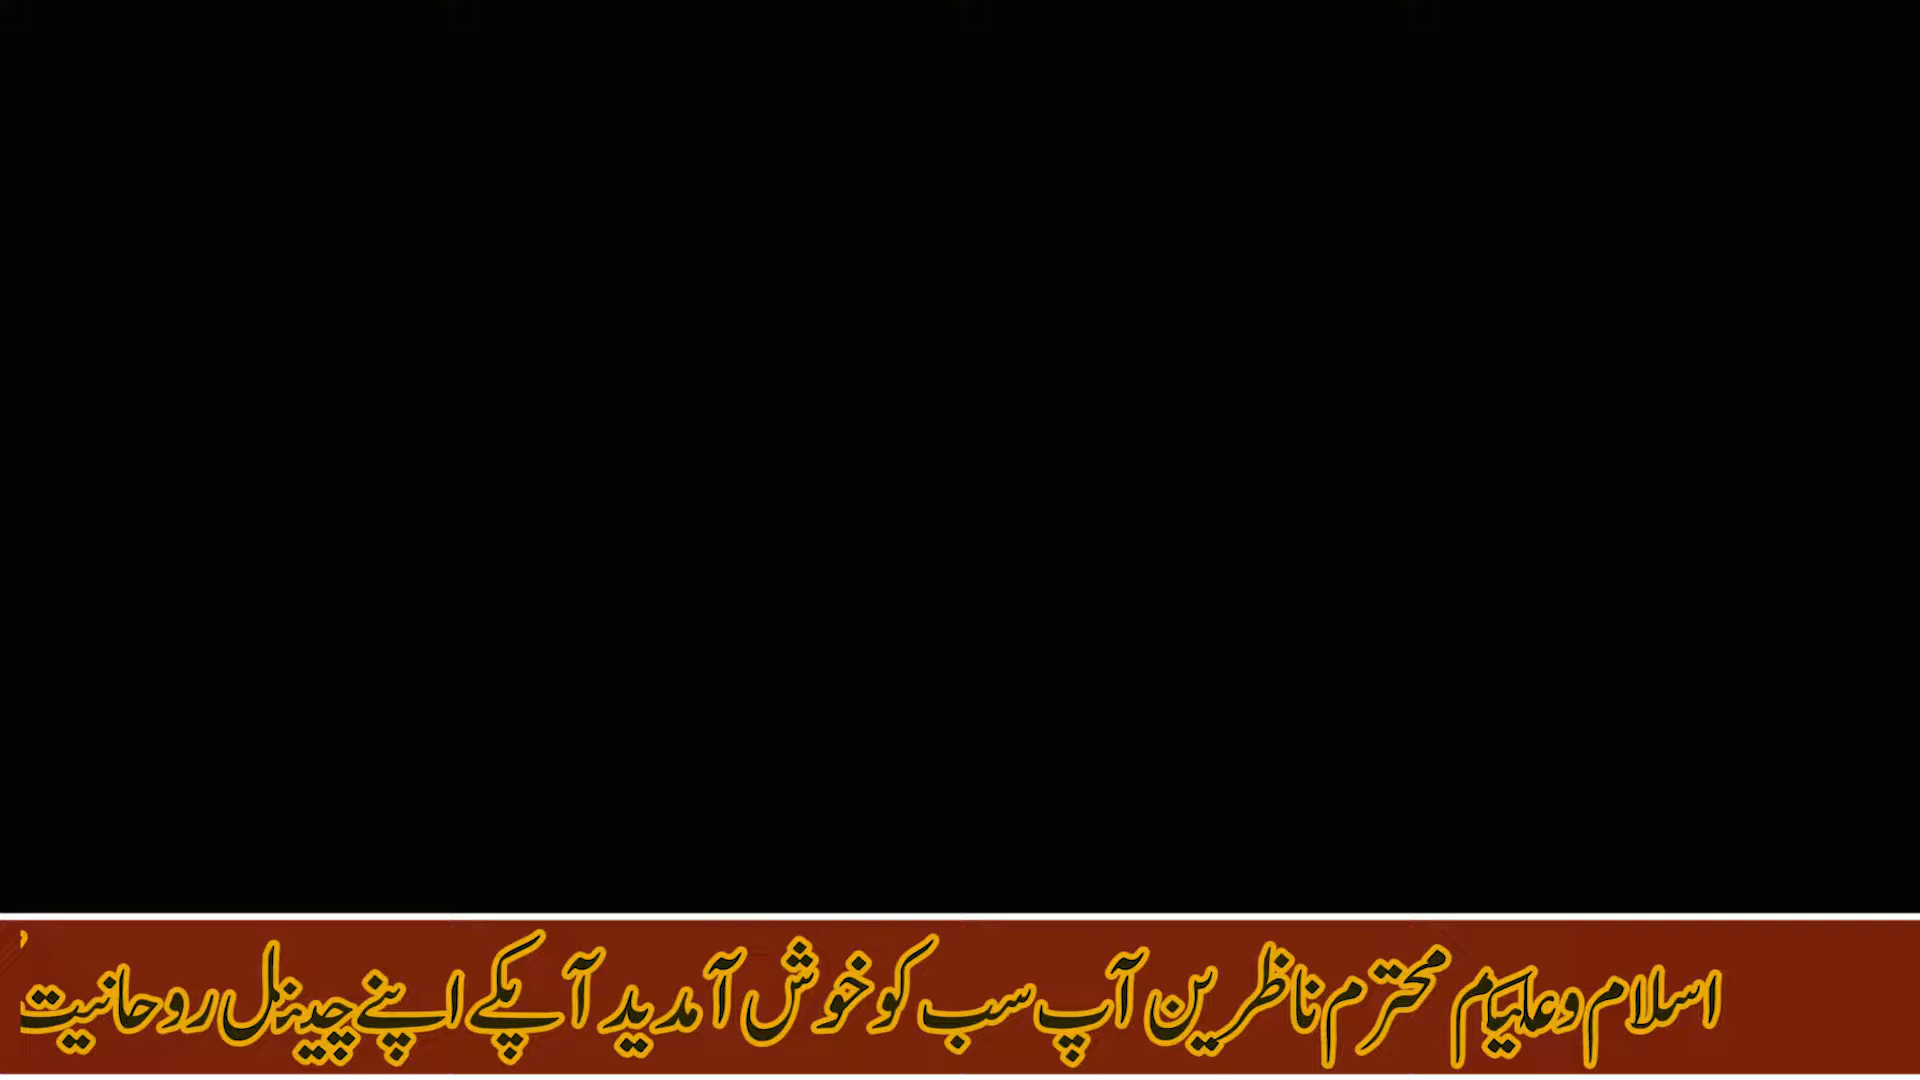 اسلام وعلیکم محترم ناظرین آپ سب کو خوش آمدید آپکے اپنے چینل روحانیت